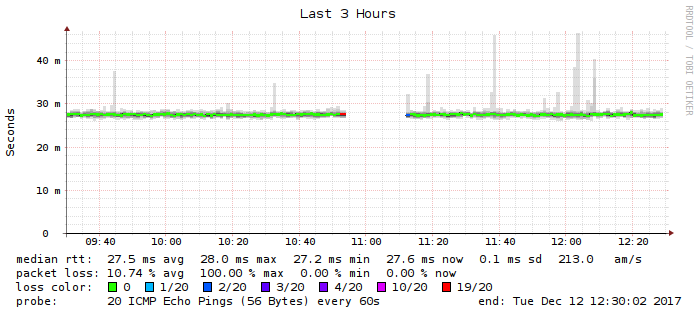 Last 3 Hours
RRDTOOL / TOBI OETIKER
Seconds
40 m
30 m
20 m
10 m
0
09:40 10:00 10:20 10:40 11:00 11:20 11:40 12:00 12:20
median rtt: 27.5 ms avg 28.0 ms max 27.2 ms min 27.6 ms now 0.1 ms sd 213.0 am/s
packet loss: 10.74 % avg 100.00 % max 0.00 % min 0.00 % now
loss color: 0 1/20 2/20 3/20 4/20 10/20 19/20
probe: 20 ICMP Echo Pings (56 Bytes) every 60s end: Tue Dec 12 12:30:02 2017